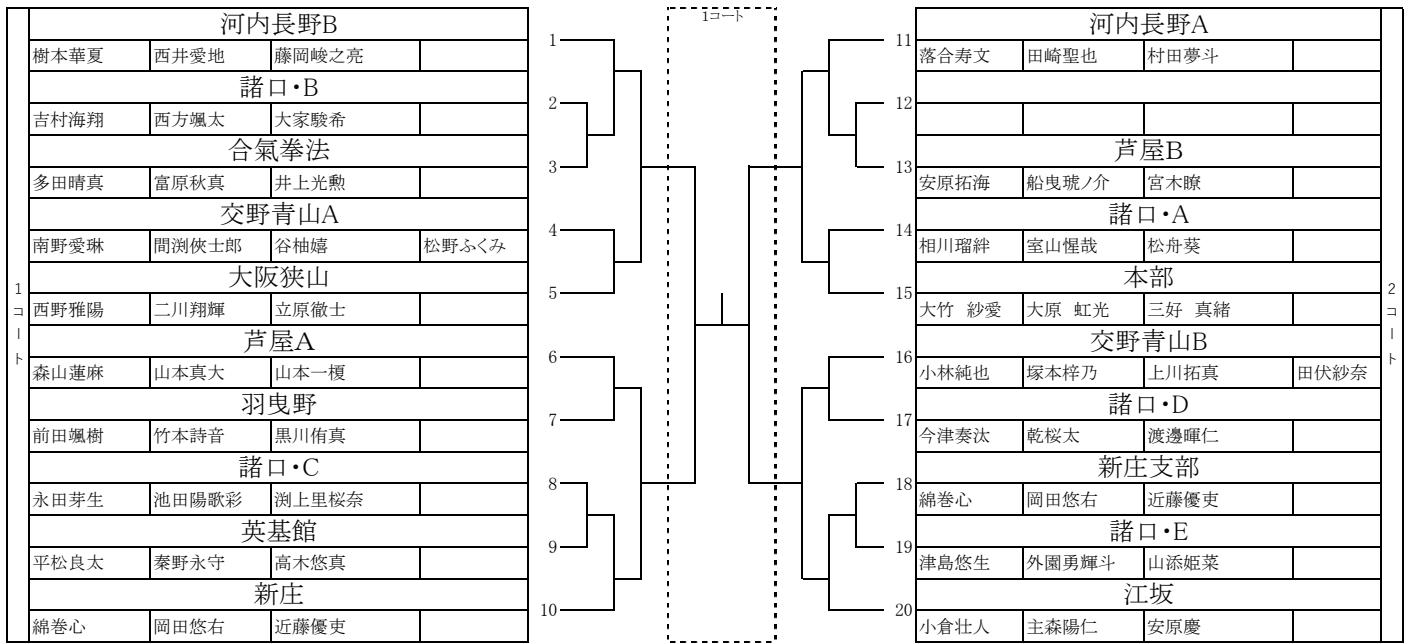 1コート
河内長野B
樹本華夏 西井愛地 藤岡峻之亮
諸口・B
吉村海翔 西方颯太 大家駿希
合氣拳法
多田晴真 富原秋真 井上光勲
交野青山A
南野愛琳 間渕俠士郎 谷柚嬉 松野ふくみ
大阪狭山
西野雅陽 二川翔輝 立原徹士
芦屋A
森山蓮麻 山本真大 山本一榎
羽曳野
前田颯樹 竹本詩音 黒川侑真
諸口・C
永田芽生 池田陽歌彩 渕上里桜奈
英基館
平松良太 秦野永守 高木悠真
新庄
綿巻心 岡田悠右 近藤優吏
1
2
3
4
5
6
7
8
9
10
1コート
11
12
13
14
15
16
17
18
19
20
河内長野A
落合寿文 田崎聖也 村田夢斗
芦屋B
安原拓海 船曳琥ノ介 宮木瞭
諸口・A
相川瑠絆 室山惺哉 松舟葵
本部
大竹 紗愛 大原 虹光 三好 真緒
交野青山B
小林純也 塚本梓乃 上川拓真 田伏紗奈
諸口・D
今津奏汰 乾桜太 渡邊暉仁
新庄支部
綿巻心 岡田悠右 近藤優吏
諸口・E
津島悠生 外園勇輝斗 山添姫菜
江坂
小倉壮人 主森陽仁 安原慶
2コート